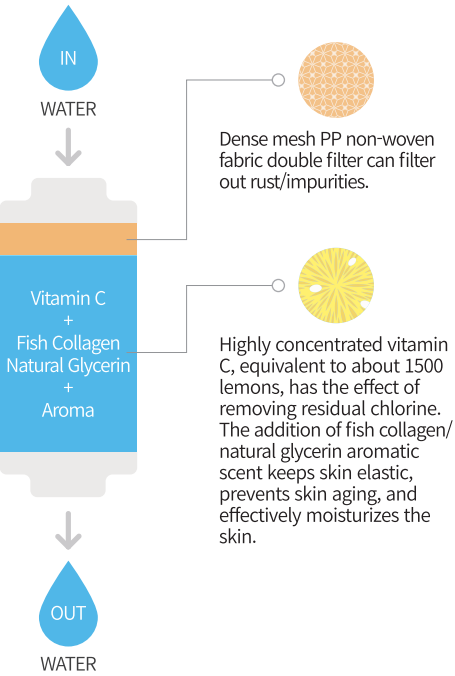 IN
WATER
Dense mesh PP non-woven
fabric double filter can filter
out rust/impurities.
Vitamin C
+
Fish Collagen
Natural Glycerin
+
Aroma
Highly concentrated vitamin
C, equivalent to about 1500
lemons, has the effect of
removing residual chlorine.
The addition of fish collagen/
natural glycerin aromatic
scent keeps skin elastic,
prevents skin aging, and
effectively moisturizes the
skin.
OUT
WATER